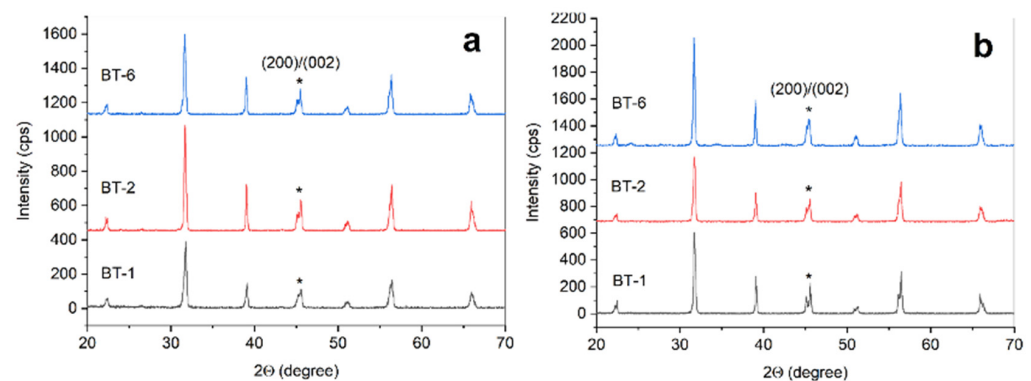 a
1600
1400
1200
1000
800
600
400
200
0
Intensity (cps)
BT-6
(200)/(002)
*
BT-2
*
BT-1
*
20 30 40 50 60 70
2Θ (degree)
b
2200
2000
1800
1600
1400
1200
1000
800
600
400
200
0
Intensity (cps)
BT-6
(200)/(002)
*
BT-2
*
BT-1
*
20 30 40 50 60 70
2Θ (degree)